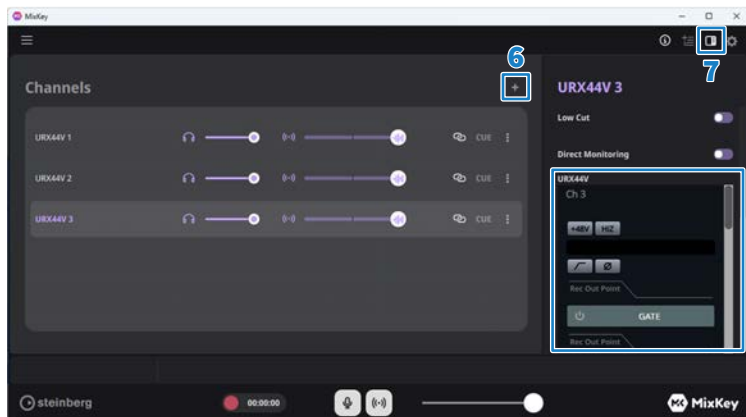 MixKey
6
7
Channels
+
URX44V 3
Low Cut
Direct Monitoring
URX44V 1
CUE
URX44V 2
CUE
URX44V 3
CUE
URX44V
Ch 3
+48V HiZ
Ø
Rec Out Point
GATE
Rec Out Point
steinberg
00:00:00
MixKey